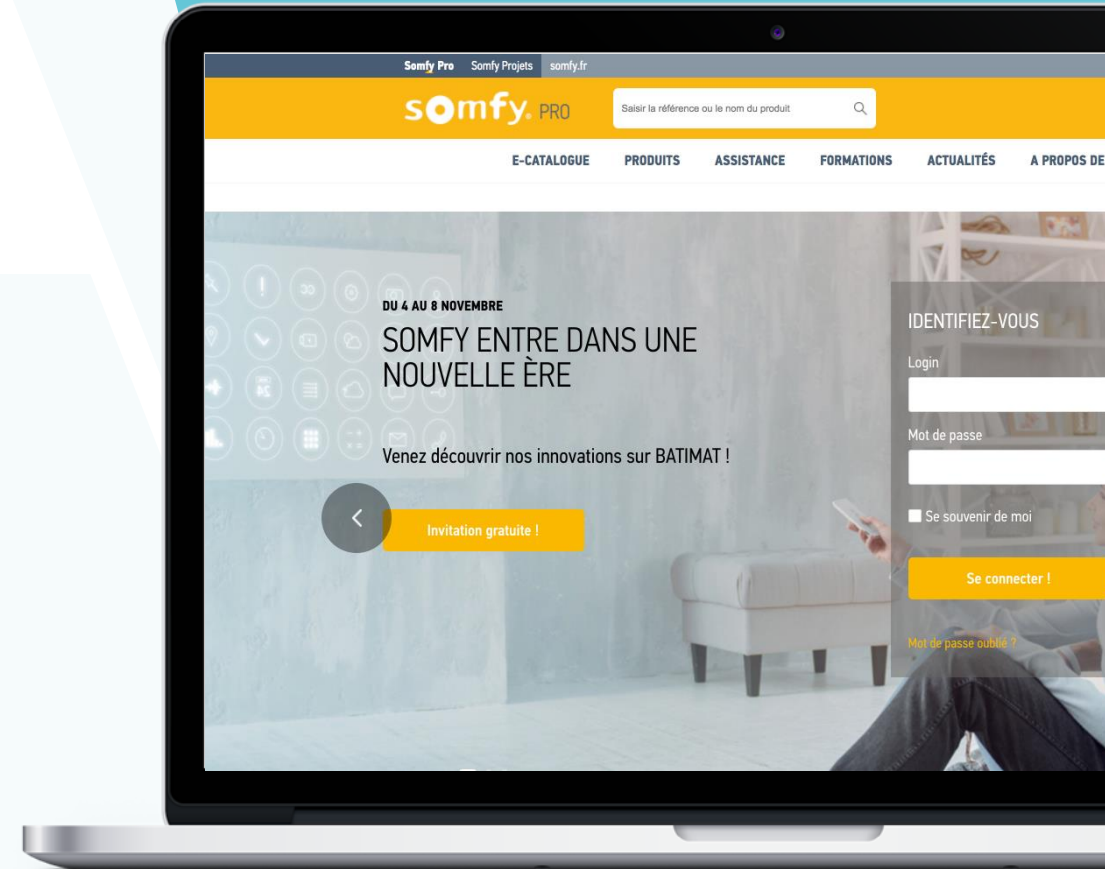 Somfy Pro Somfy Projets somfy.fr
somfy. PRO
Saisir la référence ou le nom du produit
E-CATALOGUE PRODUITS ASSISTANCE FORMATIONS ACTUALITÉS A PROPOS DE
DU 4 AU 8 NOVEMBRE
SOMFY ENTRE DANS UNE
NOUVELLE ÈRE
Venez découvrir nos innovations sur BATIMAT !
Invitation gratuite !
IDENTIFIEZ-VOUS
Login
Mot de passe
Se souvenir de moi
Se connecter !
Mot de passe oublié ?